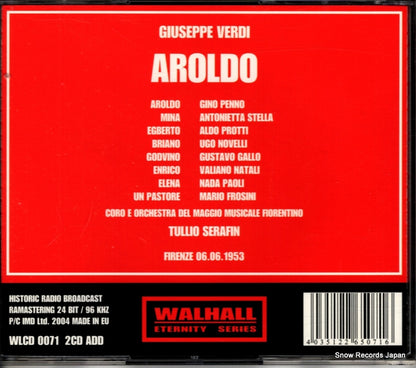 GIUSEPPE VERDI
AROLDO
AROLDO GINO PENNO
MINA ANTONIETTA STELLA
EGBERTO ALDO PROTTI
BRIANO UGO NOVELLI
GODVINO GUSTAVO GALLO
ENRICO VALIANO NATALI
ELENA NADA PAOLI
UN PASTORE MARIO FROSINI
CORO E ORCHESTRA DEL MAGGIO MUSICALE FIORENTINO
TULLIO SERAFIN
FIRENZE 06.06.1953
HISTORIC RADIO BROADCAST
RAMASTERING 24 BIT / 96 KHZ
P/C IMD Ltd. 2004 MADE IN EU
WLCD 0071 2CD ADD
WALHALL
ETERNITY SERIES
4 035122 650716
Snow Records Japan